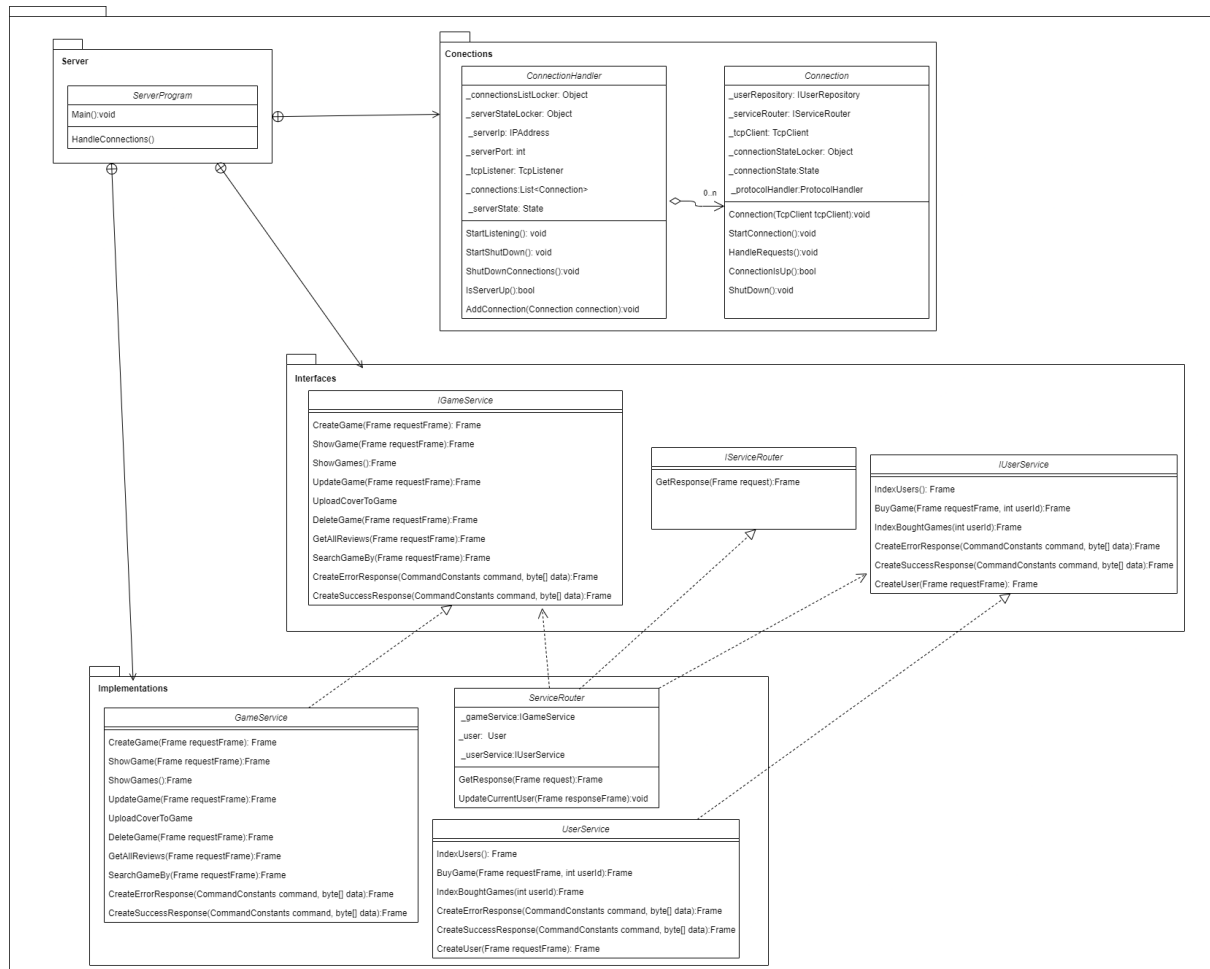 Server
ServerProgram
Main():void
HandleConnections()
Conections
ConnectionHandler
_connectionsListLocker: Object
_serverStateLocker: Object
_serverIp: IPAddress
_serverPort: int
_tcpListener: TcpListener
_connections:List<Connection>
_serverState: State
StartListening(): void
StartShutDown(): void
ShutDownConnections():void
IsServerUp():bool
AddConnection(Connection connection):void
0..n
Connection
_userRepository: IUserRepository
_serviceRouter: IServiceRouter
_tcpClient: TcpClient
_connectionStateLocker: Object
_connectionState:State
_protocolHandler:ProtocolHandler
Connection(TcpClient tcpClient):void
StartConnection():void
HandleRequests():void
ConnectionIsUp():bool
ShutDown():void
Interfaces
IGameService
CreateGame(Frame requestFrame): Frame
ShowGame(Frame requestFrame):Frame
ShowGames():Frame
UpdateGame(Frame requestFrame):Frame
UploadCoverToGame
DeleteGame(Frame requestFrame):Frame
GetAllReviews(Frame requestFrame):Frame
SearchGameBy(Frame requestFrame):Frame
CreateErrorResponse(CommandConstants command, byte[] data):Frame
CreateSuccessResponse(CommandConstants command, byte[] data):Frame
IServiceRouter
GetResponse(Frame request):Frame
IUserService
IndexUsers(): Frame
BuyGame(Frame requestFrame, int userId):Frame
IndexBoughtGames(int userId):Frame
CreateErrorResponse(CommandConstants command, byte[] data):Frame
CreateSuccessResponse(CommandConstants command, byte[] data):Frame
CreateUser(Frame requestFrame): Frame
Implementations
GameService
CreateGame(Frame requestFrame): Frame
ShowGame(Frame requestFrame):Frame
ShowGames():Frame
UpdateGame(Frame requestFrame):Frame
UploadCoverToGame
DeleteGame(Frame requestFrame):Frame
GetAllReviews(Frame requestFrame):Frame
SearchGameBy(Frame requestFrame):Frame
CreateErrorResponse(CommandConstants command, byte[] data):Frame
CreateSuccessResponse(CommandConstants command, byte[] data):Frame
ServiceRouter
_gameService:IGameService
_user: User
_userService:IUserService
GetResponse(Frame request):Frame
UpdateCurrentUser(Frame responseFrame):void
UserService
IndexUsers(): Frame
BuyGame(Frame requestFrame, int userId):Frame
IndexBoughtGames(int userId):Frame
CreateErrorResponse(CommandConstants command, byte[] data):Frame
CreateSuccessResponse(CommandConstants command, byte[] data):Frame
CreateUser(Frame requestFrame): Frame